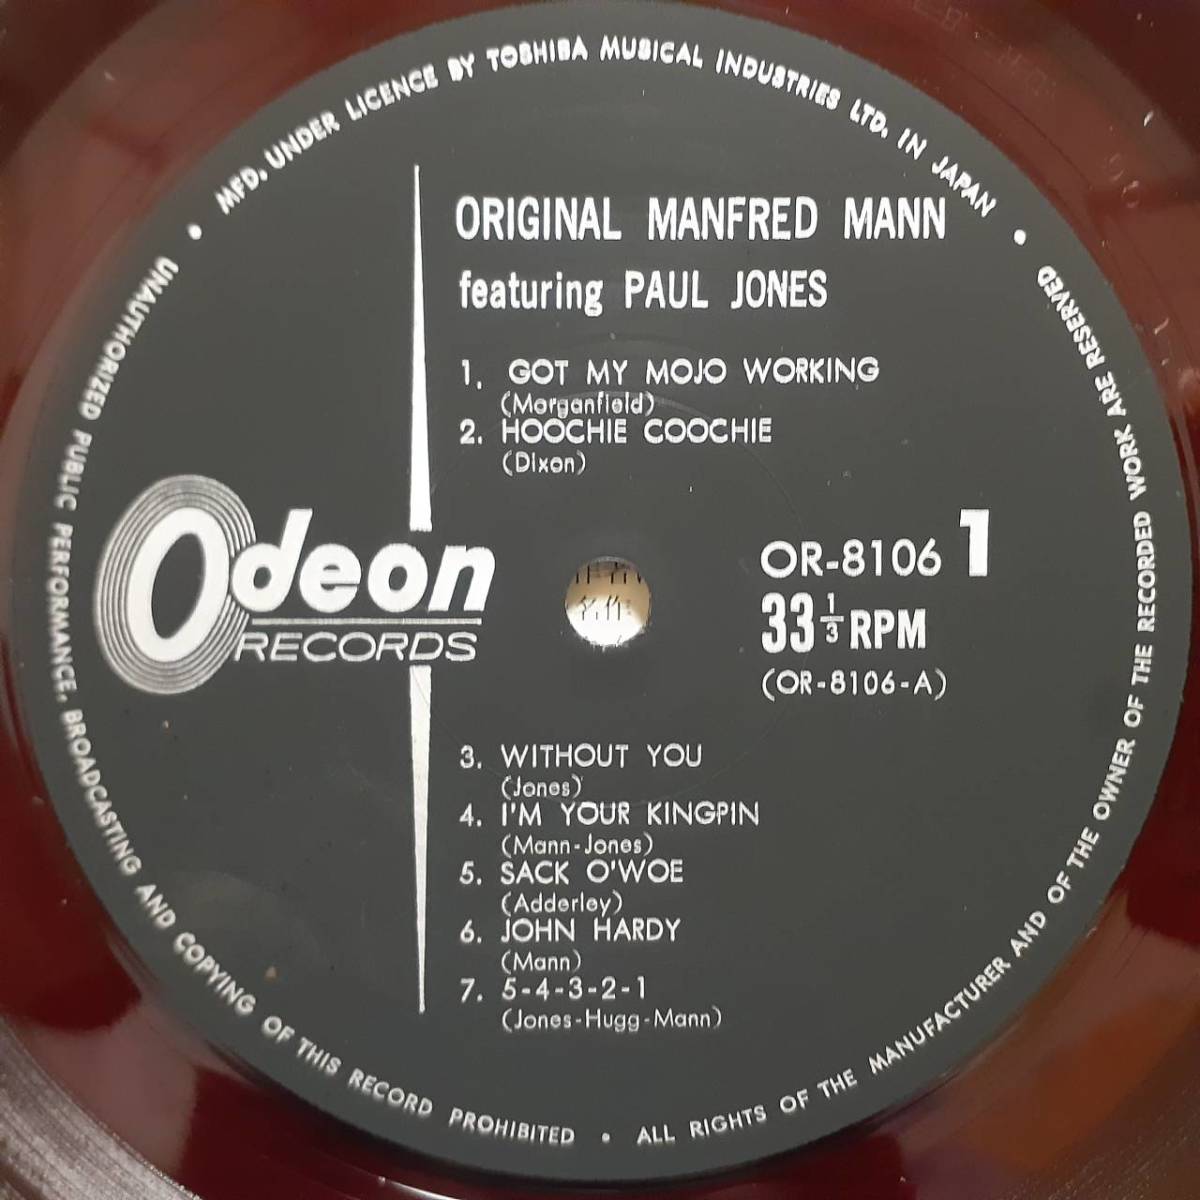 MFD. UNDER LICENCE BY TOSHIBA MUSICAL INDUSTRIES LTD. IN JAPAN •
ORIGINAL MANFRED MANN
featuring PAUL JONES
1. GOT MY MOJO WORKING
(Morganfield)
2. HOOCHIE COOCHIE
(Dixon)
Odeon
RECORDS
OR-8106 1
33 1/3 RPM
(OR-8106-A)
名作
3. WITHOUT YOU
(Jones)
4. I'M YOUR KINGPIN
(Mann-Jones)
5. SACK O'WOE
(Adderley)
6. JOHN HARDY
(Mann)
7. 5-4-3-2-1
(Jones-Hugg-Mann)
ALL RIGHTS OF THE MANUFACTURER AND OF THE OWNER OF THE RECORDED WORK ARE RESERVED •
UNAUTHORIZED PUBLIC PERFORMANCE, BROADCASTING AND COPYING OF THIS RECORD PROHIBITED •